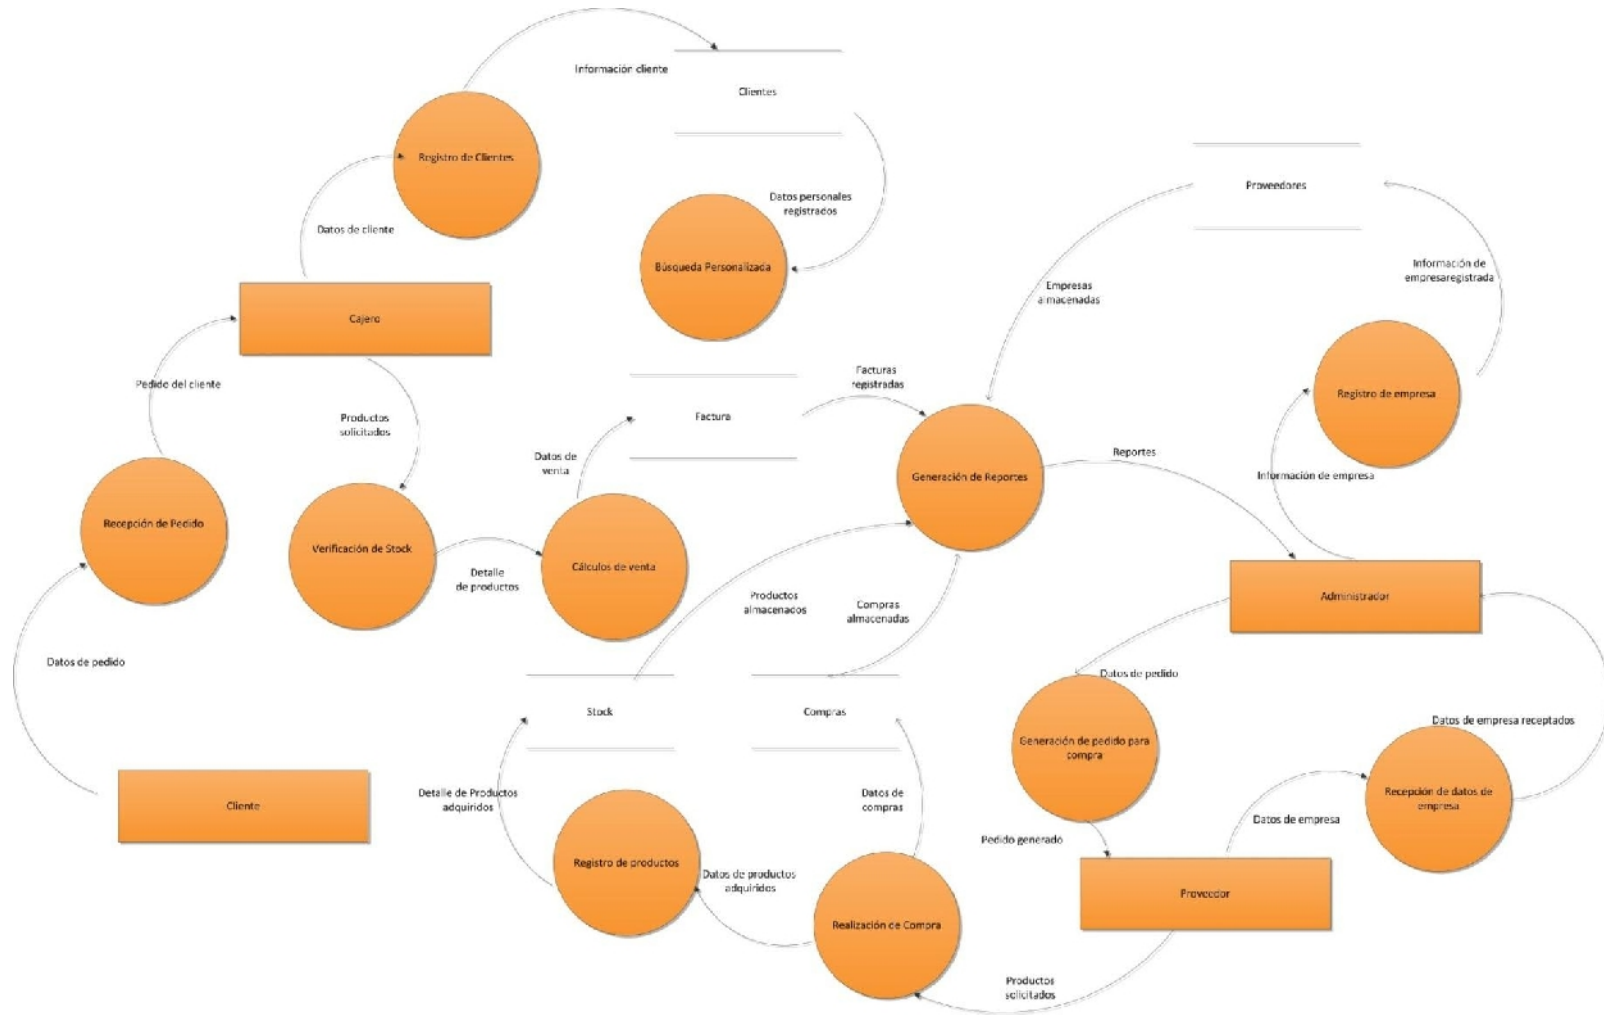 Información cliente
Clientes
Registro de Clientes
Proveedores
Datos personales
registrados
Datos de cliente
Búsqueda Personalizada
Información de
empresaregistrada
Empresas
almacenadas
Cajero
Pedido del cliente
Facturas
registradas
Registro de empresa
Productos
solicitados
Factura
Datos de
venta
Reportes
Generación de Reportes
Información de empresa
Recepción de Pedido
Verificación de Stock
Cálculos de venta
Detalle
de productos
Productos
almacenados
Compras
almacenadas
Administrador
Datos de pedido
Datos de pedido
Stock
Compras
Datos de empresa receptados
Generación de pedido para
compra
Detalle de Productos
adquiridos
Datos de
compras
Recepción de datos de
empresa
Cliente
Datos de empresa
Pedido generado
Registro de productos
Datos de productos
adquiridos
Proveedor
Realización de Compra
Productos
solicitados